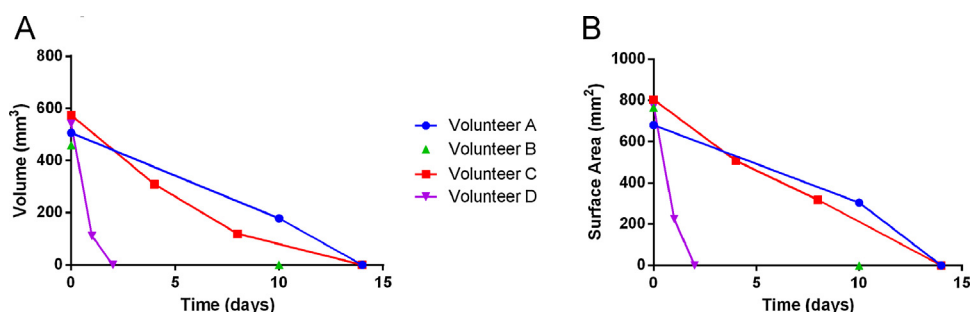 A
800
600
400
200
0
0 5 10 15
Volume (mm3)
Time (days)
Volunteer A
Volunteer B
Volunteer C
Volunteer D
B
1000
800
600
400
200
0
0 5 10 15
Surface Area (mm2)
Time (days)